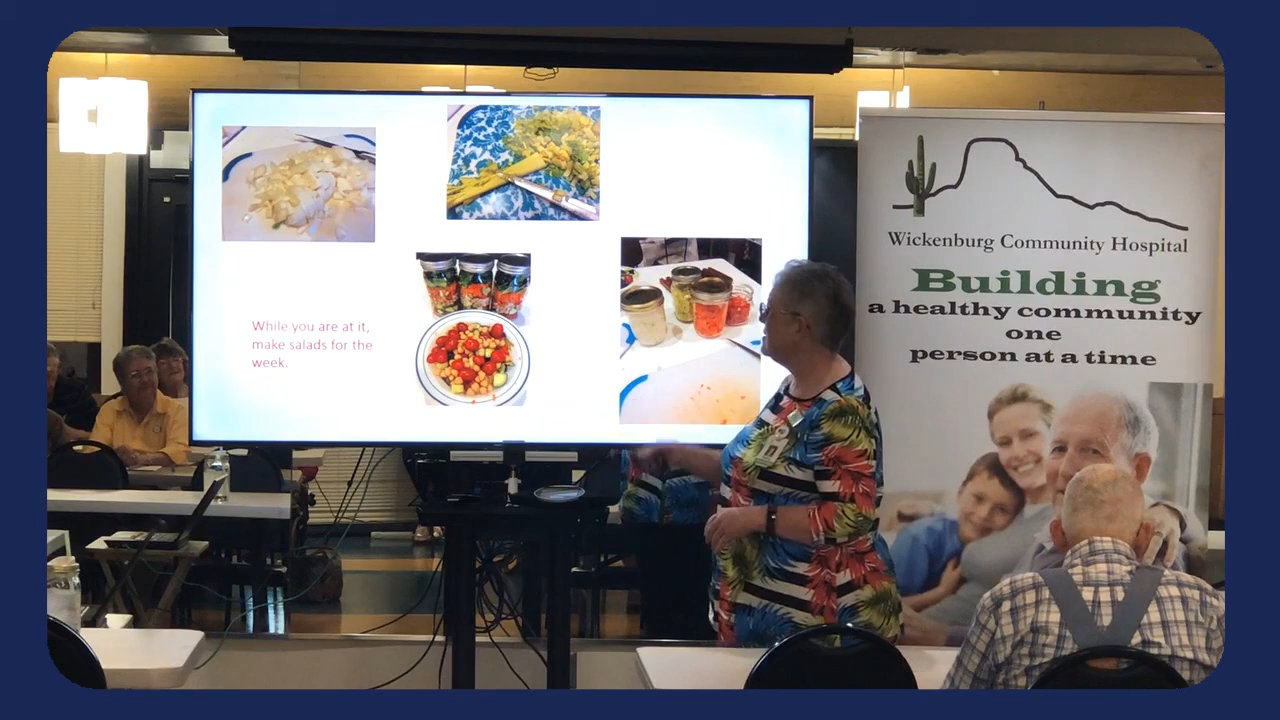 While you are at it,
make salads for the
week.
Wickenburg Community Hospital
Building
a healthy community
one
person at a time